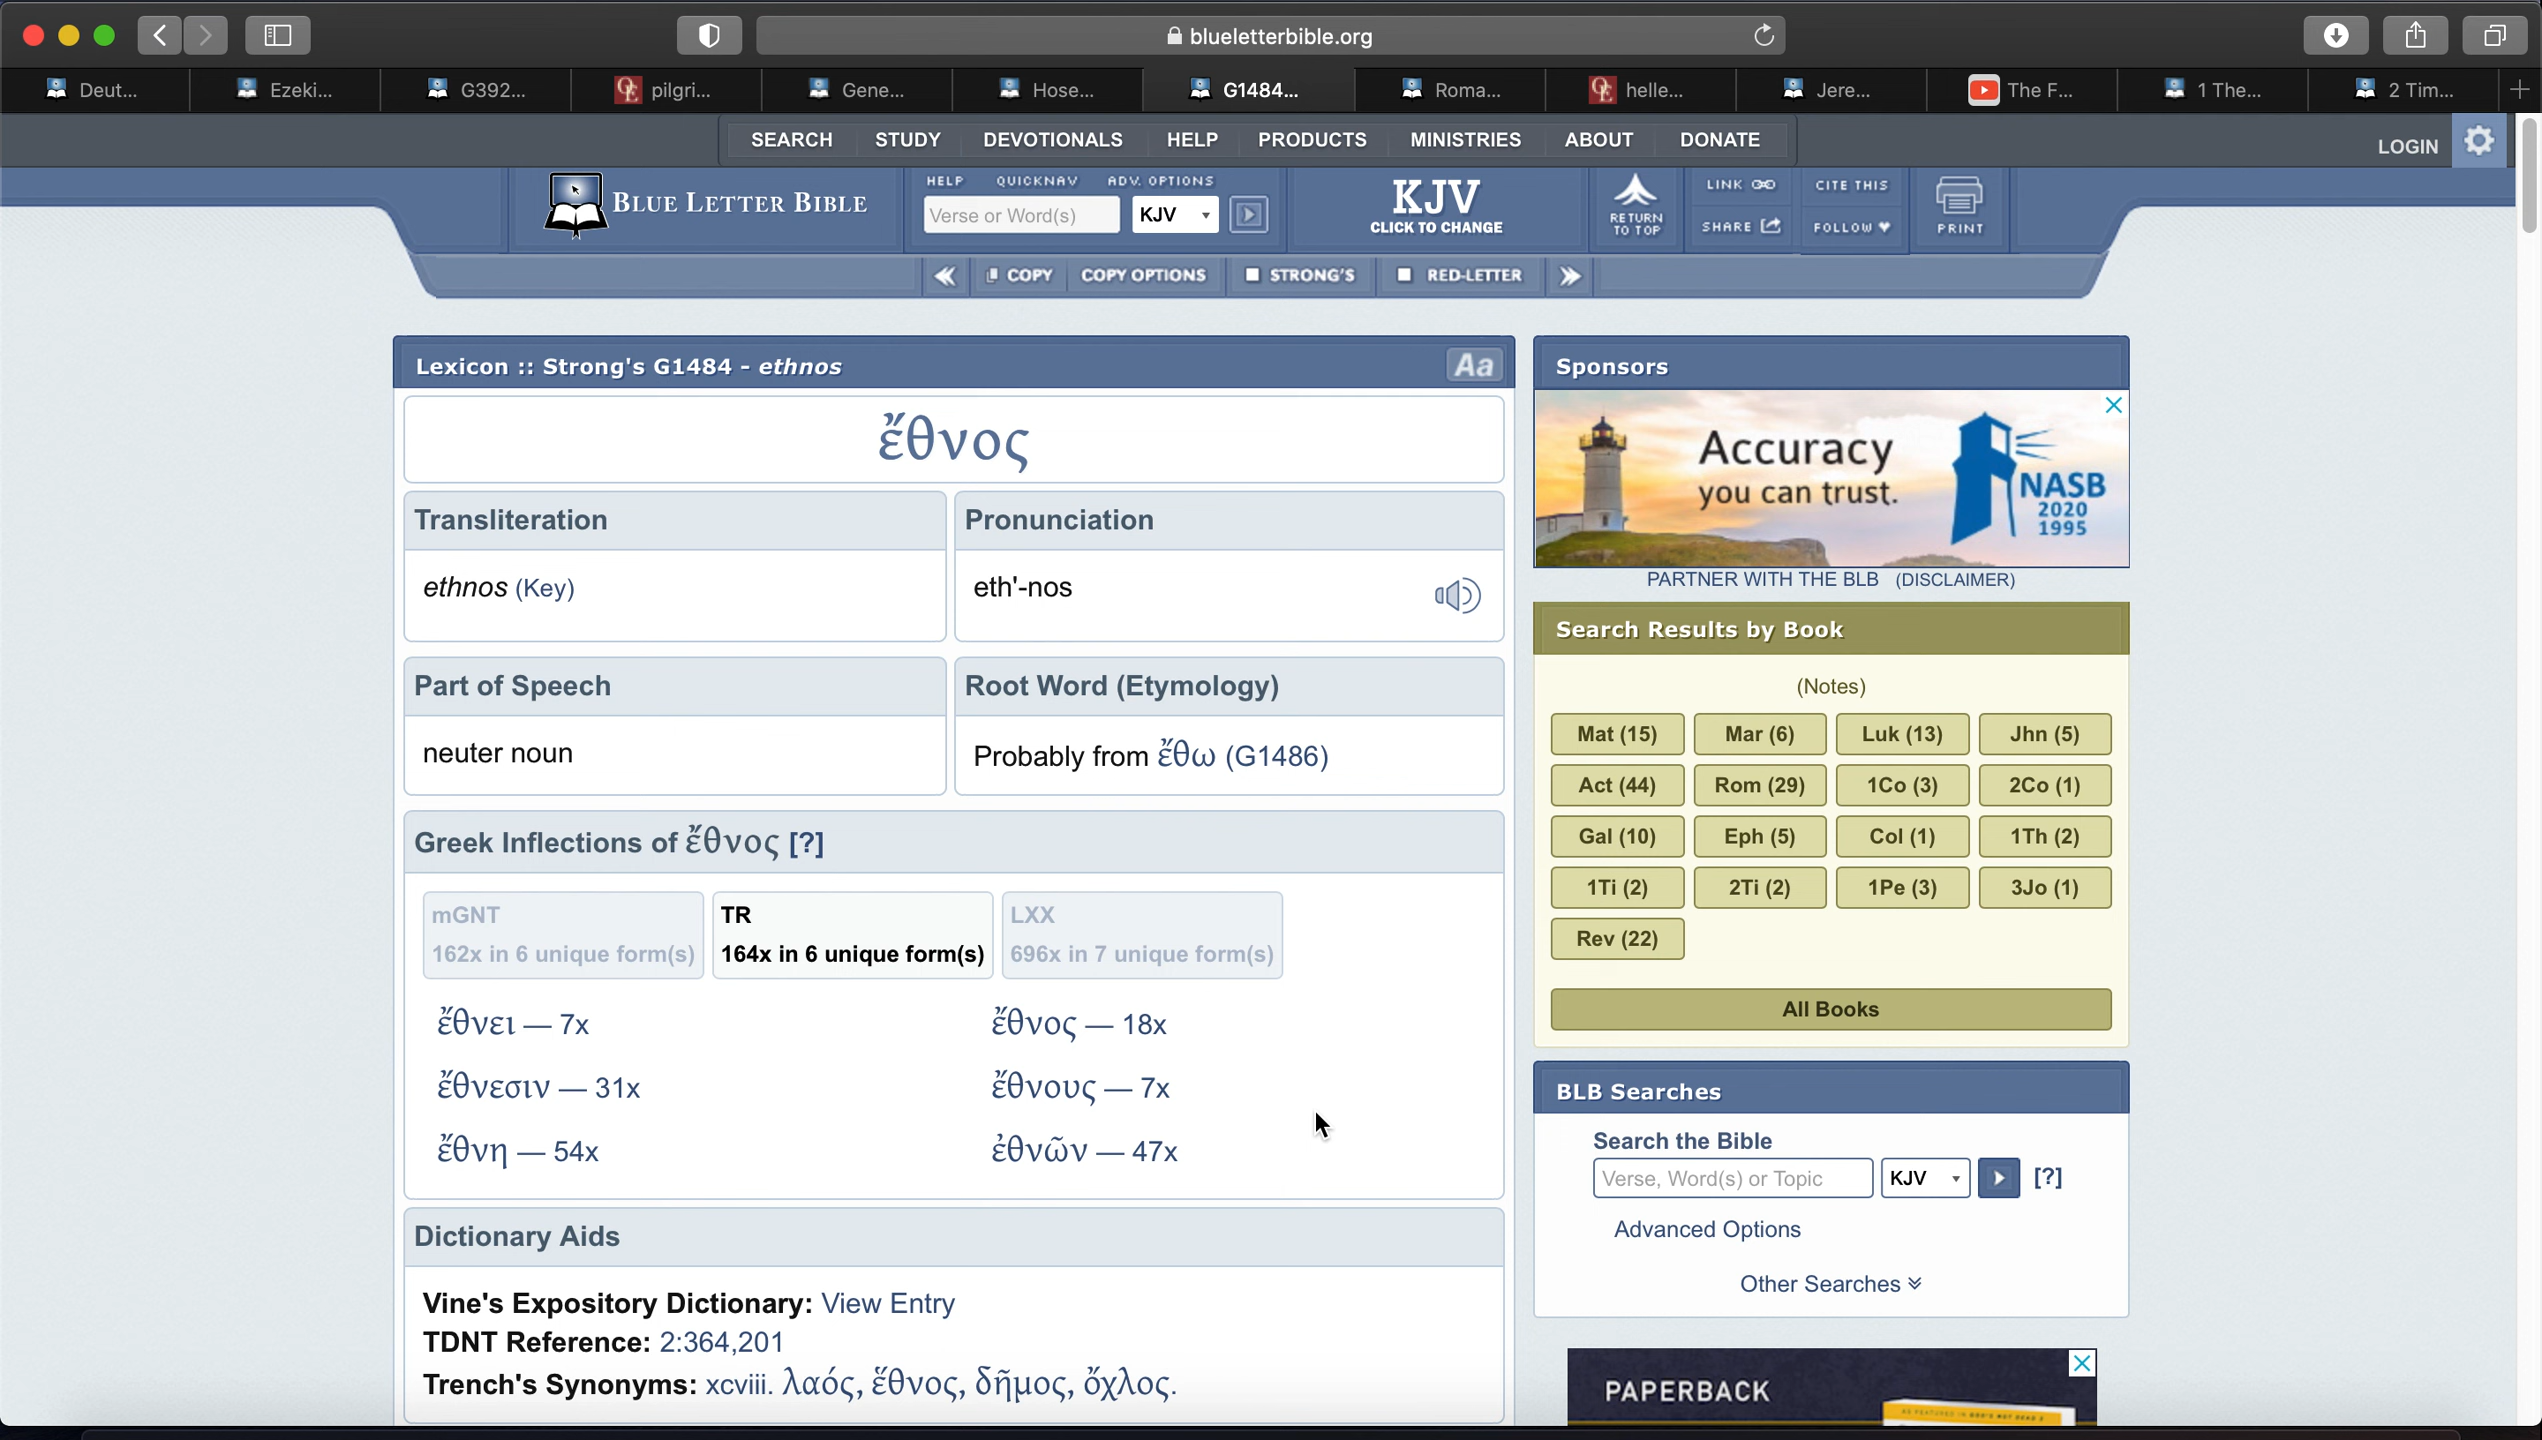 blueletterbible.org
Deut...
Ezeki...
G392...
pilgri...
Gene...
Hose...
G1484...
Roma...
helle...
Jere...
The F...
1 The...
2 Tim...
SEARCH STUDY DEVOTIONALS HELP PRODUCTS MINISTRIES ABOUT DONATE
LOGIN
BLUE LETTER BIBLE
HELP QUICKNAV ADV. OPTIONS
Verse or Word(s) KJV
KJV
CLICK TO CHANGE
RETURN
TO TOP
LINK
SHARE
CITE THIS
FOLLOW
PRINT
COPY COPY OPTIONS STRONG'S RED-LETTER
Lexicon :: Strong's G1484 - ethnos
Aa
ἔθνος
Transliteration
ethnos (Key)
Pronunciation
eth'-nos
Part of Speech
neuter noun
Root Word (Etymology)
Probably from ἔθω (G1486)
Greek Inflections of ἔθνος [?]
mGNT
162x in 6 unique form(s)
TR
164x in 6 unique form(s)
LXX
696x in 7 unique form(s)
ἔθνει — 7x
ἔθνος — 18x
ἔθνεσιν — 31x
ἔθνους — 7x
ἔθνη — 54x
ἐθνῶν — 47x
Dictionary Aids
Vine's Expository Dictionary: View Entry
TDNT Reference: 2:364,201
Trench's Synonyms: xcviii. λαός, ἔθνος, δῆμος, ὄχλος.
Sponsors
Accuracy
you can trust.
NASB
2020
1995
PARTNER WITH THE BLB (DISCLAIMER)
Search Results by Book
(Notes)
Mat (15) Mar (6) Luk (13) Jhn (5)
Act (44) Rom (29) 1Co (3) 2Co (1)
Gal (10) Eph (5) Col (1) 1Th (2)
1Ti (2) 2Ti (2) 1Pe (3) 3Jo (1)
Rev (22)
All Books
BLB Searches
Search the Bible
Verse, Word(s) or Topic KJV [?]
Advanced Options
Other Searches
PAPERBACK